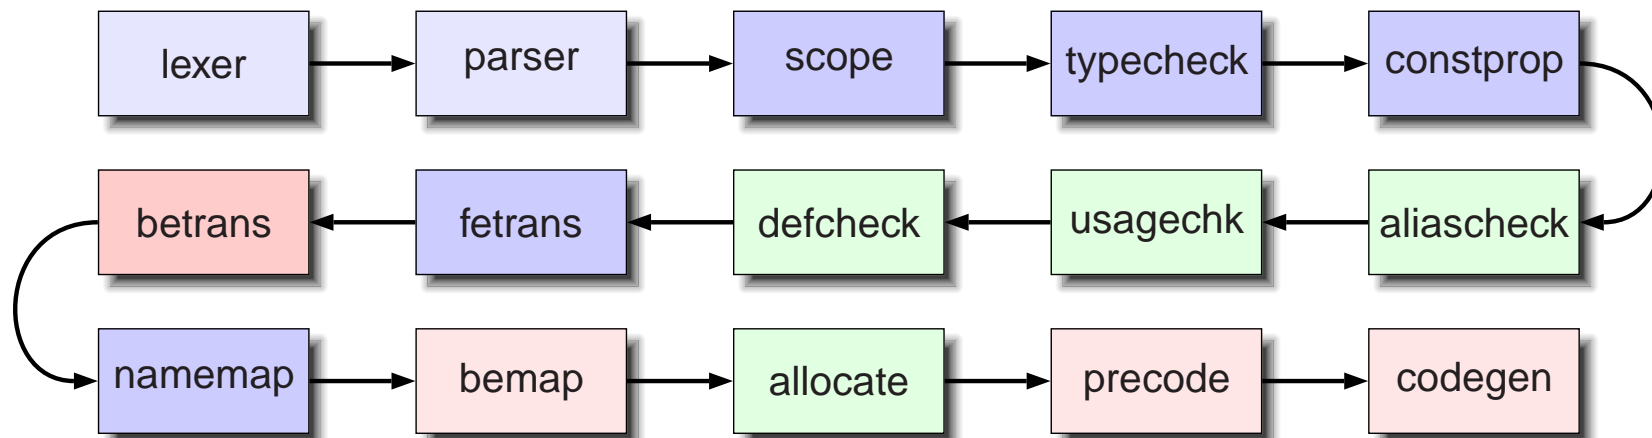 lexer
parser
scope
typecheck
constprop
aliascheck
usagechk
defcheck
fetrans
betrans
namemap
bemap
allocate
precode
codegen